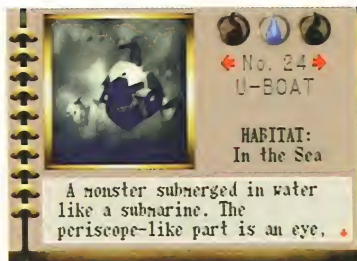 No. 24
U-BOAT
HABITAT:
In the Sea
A monster submerged in water
like a submarine. The
periscope-like part is an eye,